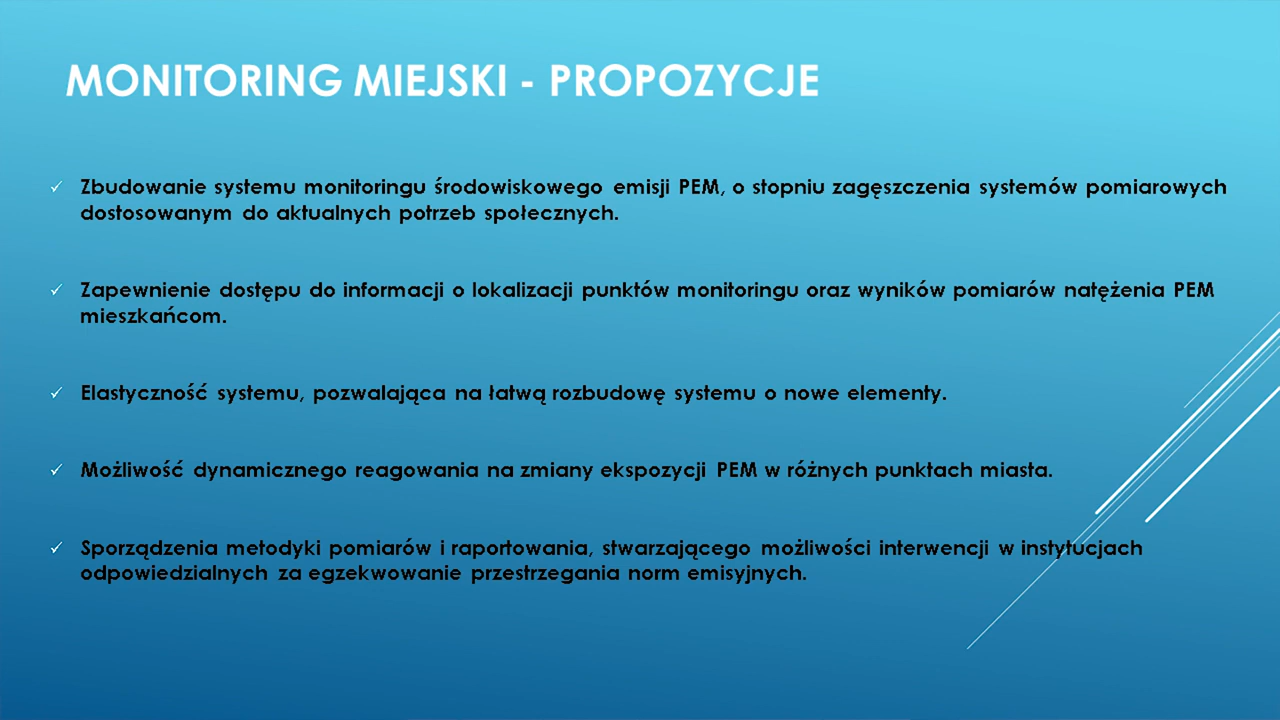 MONITORING MIEJSKI - PROPOZYCJE
Zbudowanie systemu monitoringu środowiskowego emisji PEM, o stopniu zagęszczenia systemów pomiarowych
dostosowanym do aktualnych potrzeb społecznych.
Zapewnienie dostępu do informacji o lokalizacji punktów monitoringu oraz wyników pomiarów natężenia PEM
mieszkańcom.
Elastyczność systemu, pozwalająca na łatwą rozbudowę systemu o nowe elementy.
Możliwość dynamicznego reagowania na zmiany ekspozycji PEM w różnych punktach miasta.
Sporządzenia metodyki pomiarów i raportowania, stwarzającego możliwości interwencji w instytucjach
odpowiedzialnych za egzekwowanie przestrzegania norm emisyjnych.